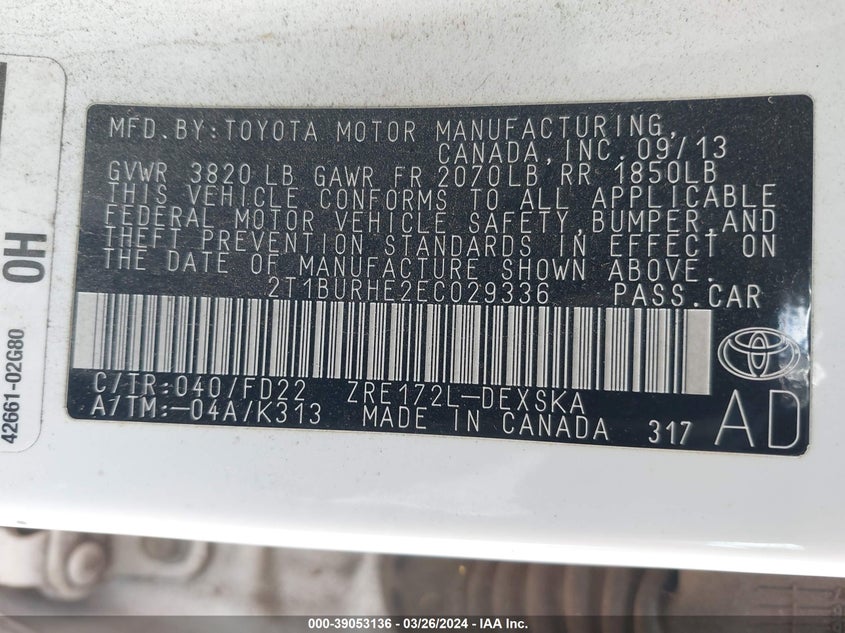 MFD. BY: TOYOTA MOTOR MANUFACTURING,
CANADA, INC. 09/13
GVWR 3820 LB GAWR FR 2070LB, RR 1850LB
THIS VEHICLE CONFORMS TO ALL APPLICABLE
FEDERAL MOTOR VEHICLE SAFETY, BUMPER, AND
THEFT PREVENTION STANDARDS IN EFFECT ON
THE DATE OF MANUFACTURE SHOWN ABOVE.
2T1BURHE2EC029336 PASS.CAR
C/TR: 040/FD22 ZRE172L-DEXSKA
A/TM: -04A/K313 MADE IN CANADA 317 AD
0H
42661-02G80
000-39053136 - 03/26/2024 - IAA Inc.